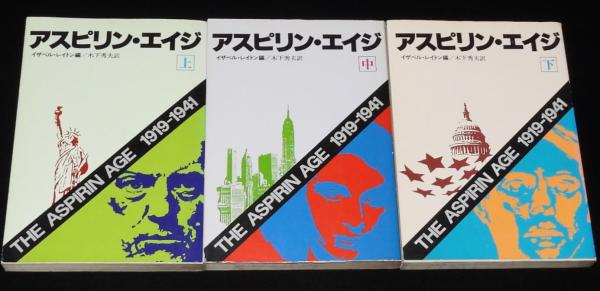 アスピリン・エイジ
イザベル・レイトン編/木下秀夫訳
上
THE ASPIRIN AGE 1919-1941
アスピリン・エイジ
イザベル・レイトン編/木下秀夫訳
中
THE ASPIRIN AGE 1919-1941
アスピリン・エイジ
イザベル・レイトン編/木下秀夫訳
下
THE ASPIRIN AGE 1919-1941